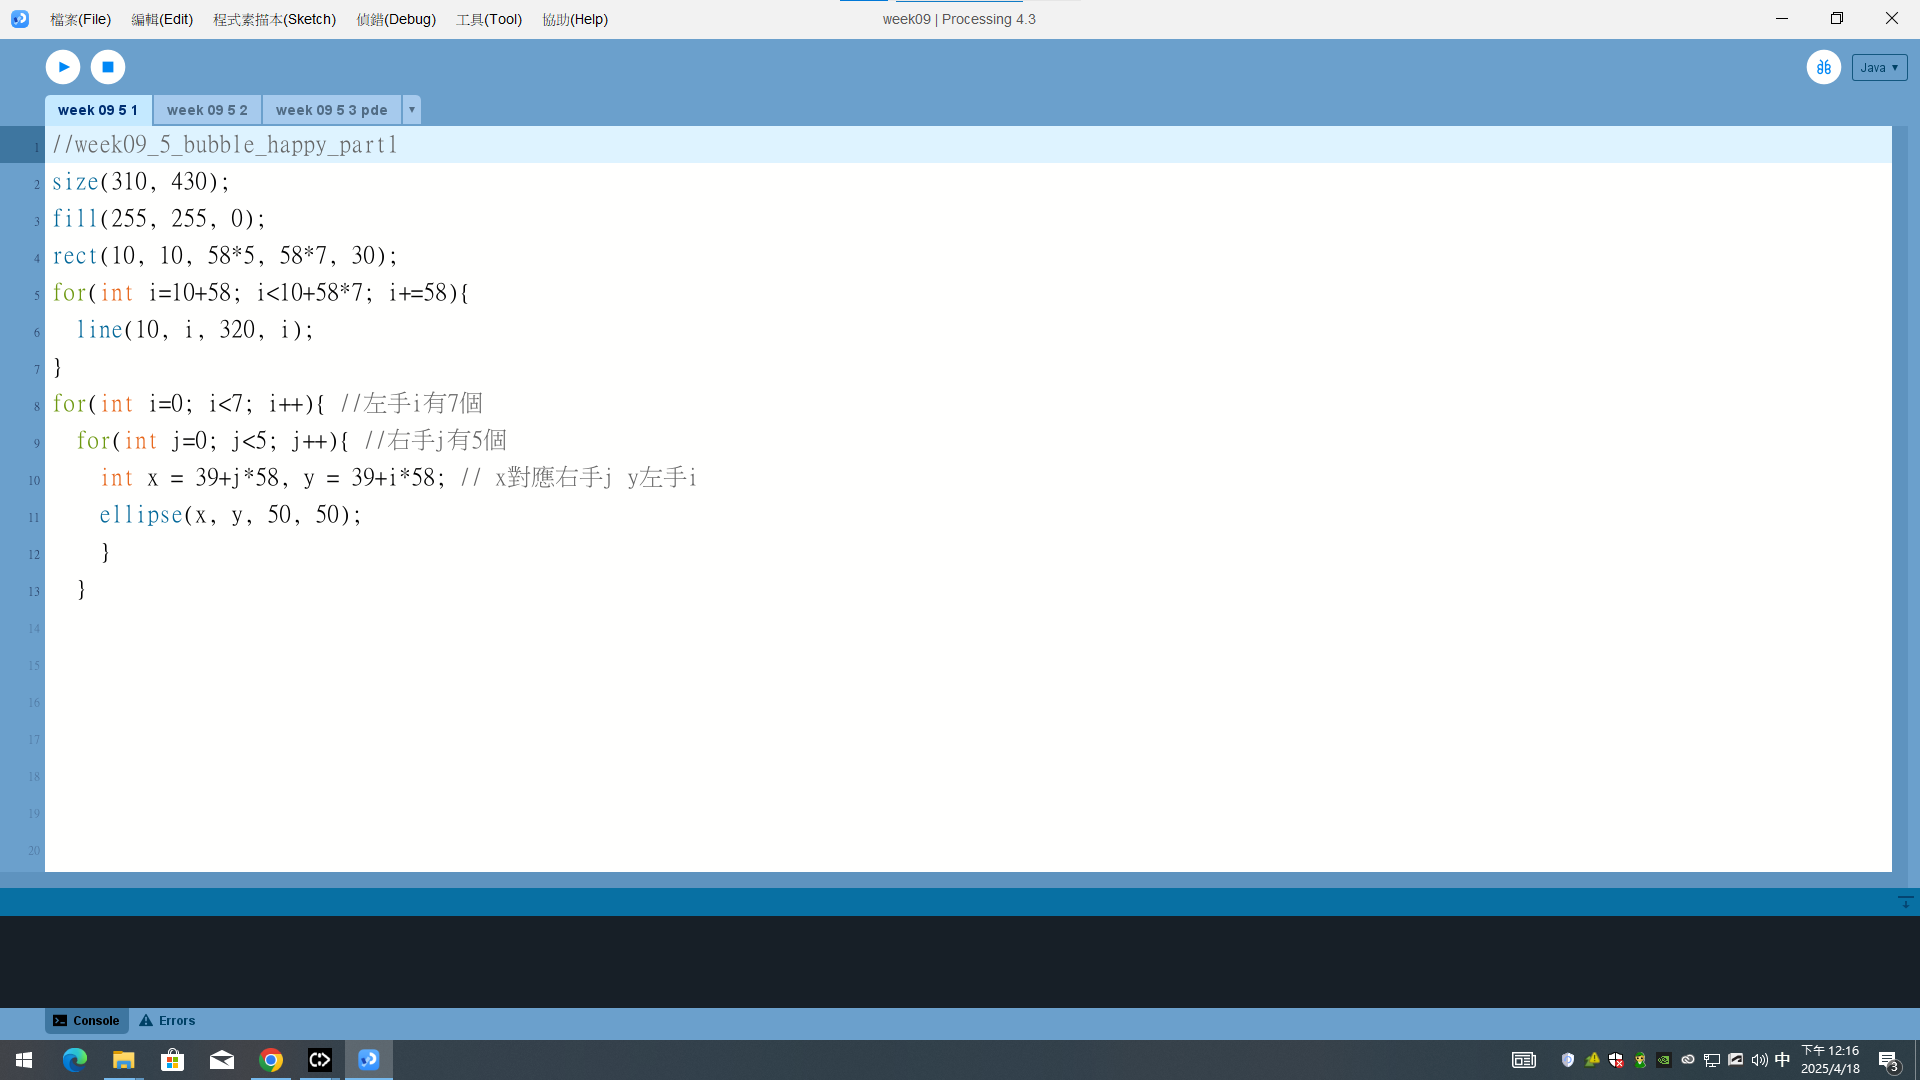 檔案(File) 編輯(Edit) 程式素描本(Sketch) 偵錯(Debug) 工具(Tool) 協助(Help) week09 | Processing 4.3
Java ▼
week 09 5 1 week 09 5 2 week 09 5 3 pde ▼
1 //week09_5_bubble_happy_part1
2 size(310, 430);
3 fill(255, 255, 0);
4 rect(10, 10, 58*5, 58*7, 30);
5 for(int i=10+58; i<10+58*7; i+=58){
6 line(10, i, 320, i);
7 }
8 for(int i=0; i<7; i++){ //左手i有7個
9 for(int j=0; j<5; j++){ //右手j有5個
10 int x = 39+j*58, y = 39+i*58; // x對應右手j y左手i
11 ellipse(x, y, 50, 50);
12 }
13 }
14
15
16
17
18
19
20
Console Errors
中 下午 12:16
2025/4/18 3